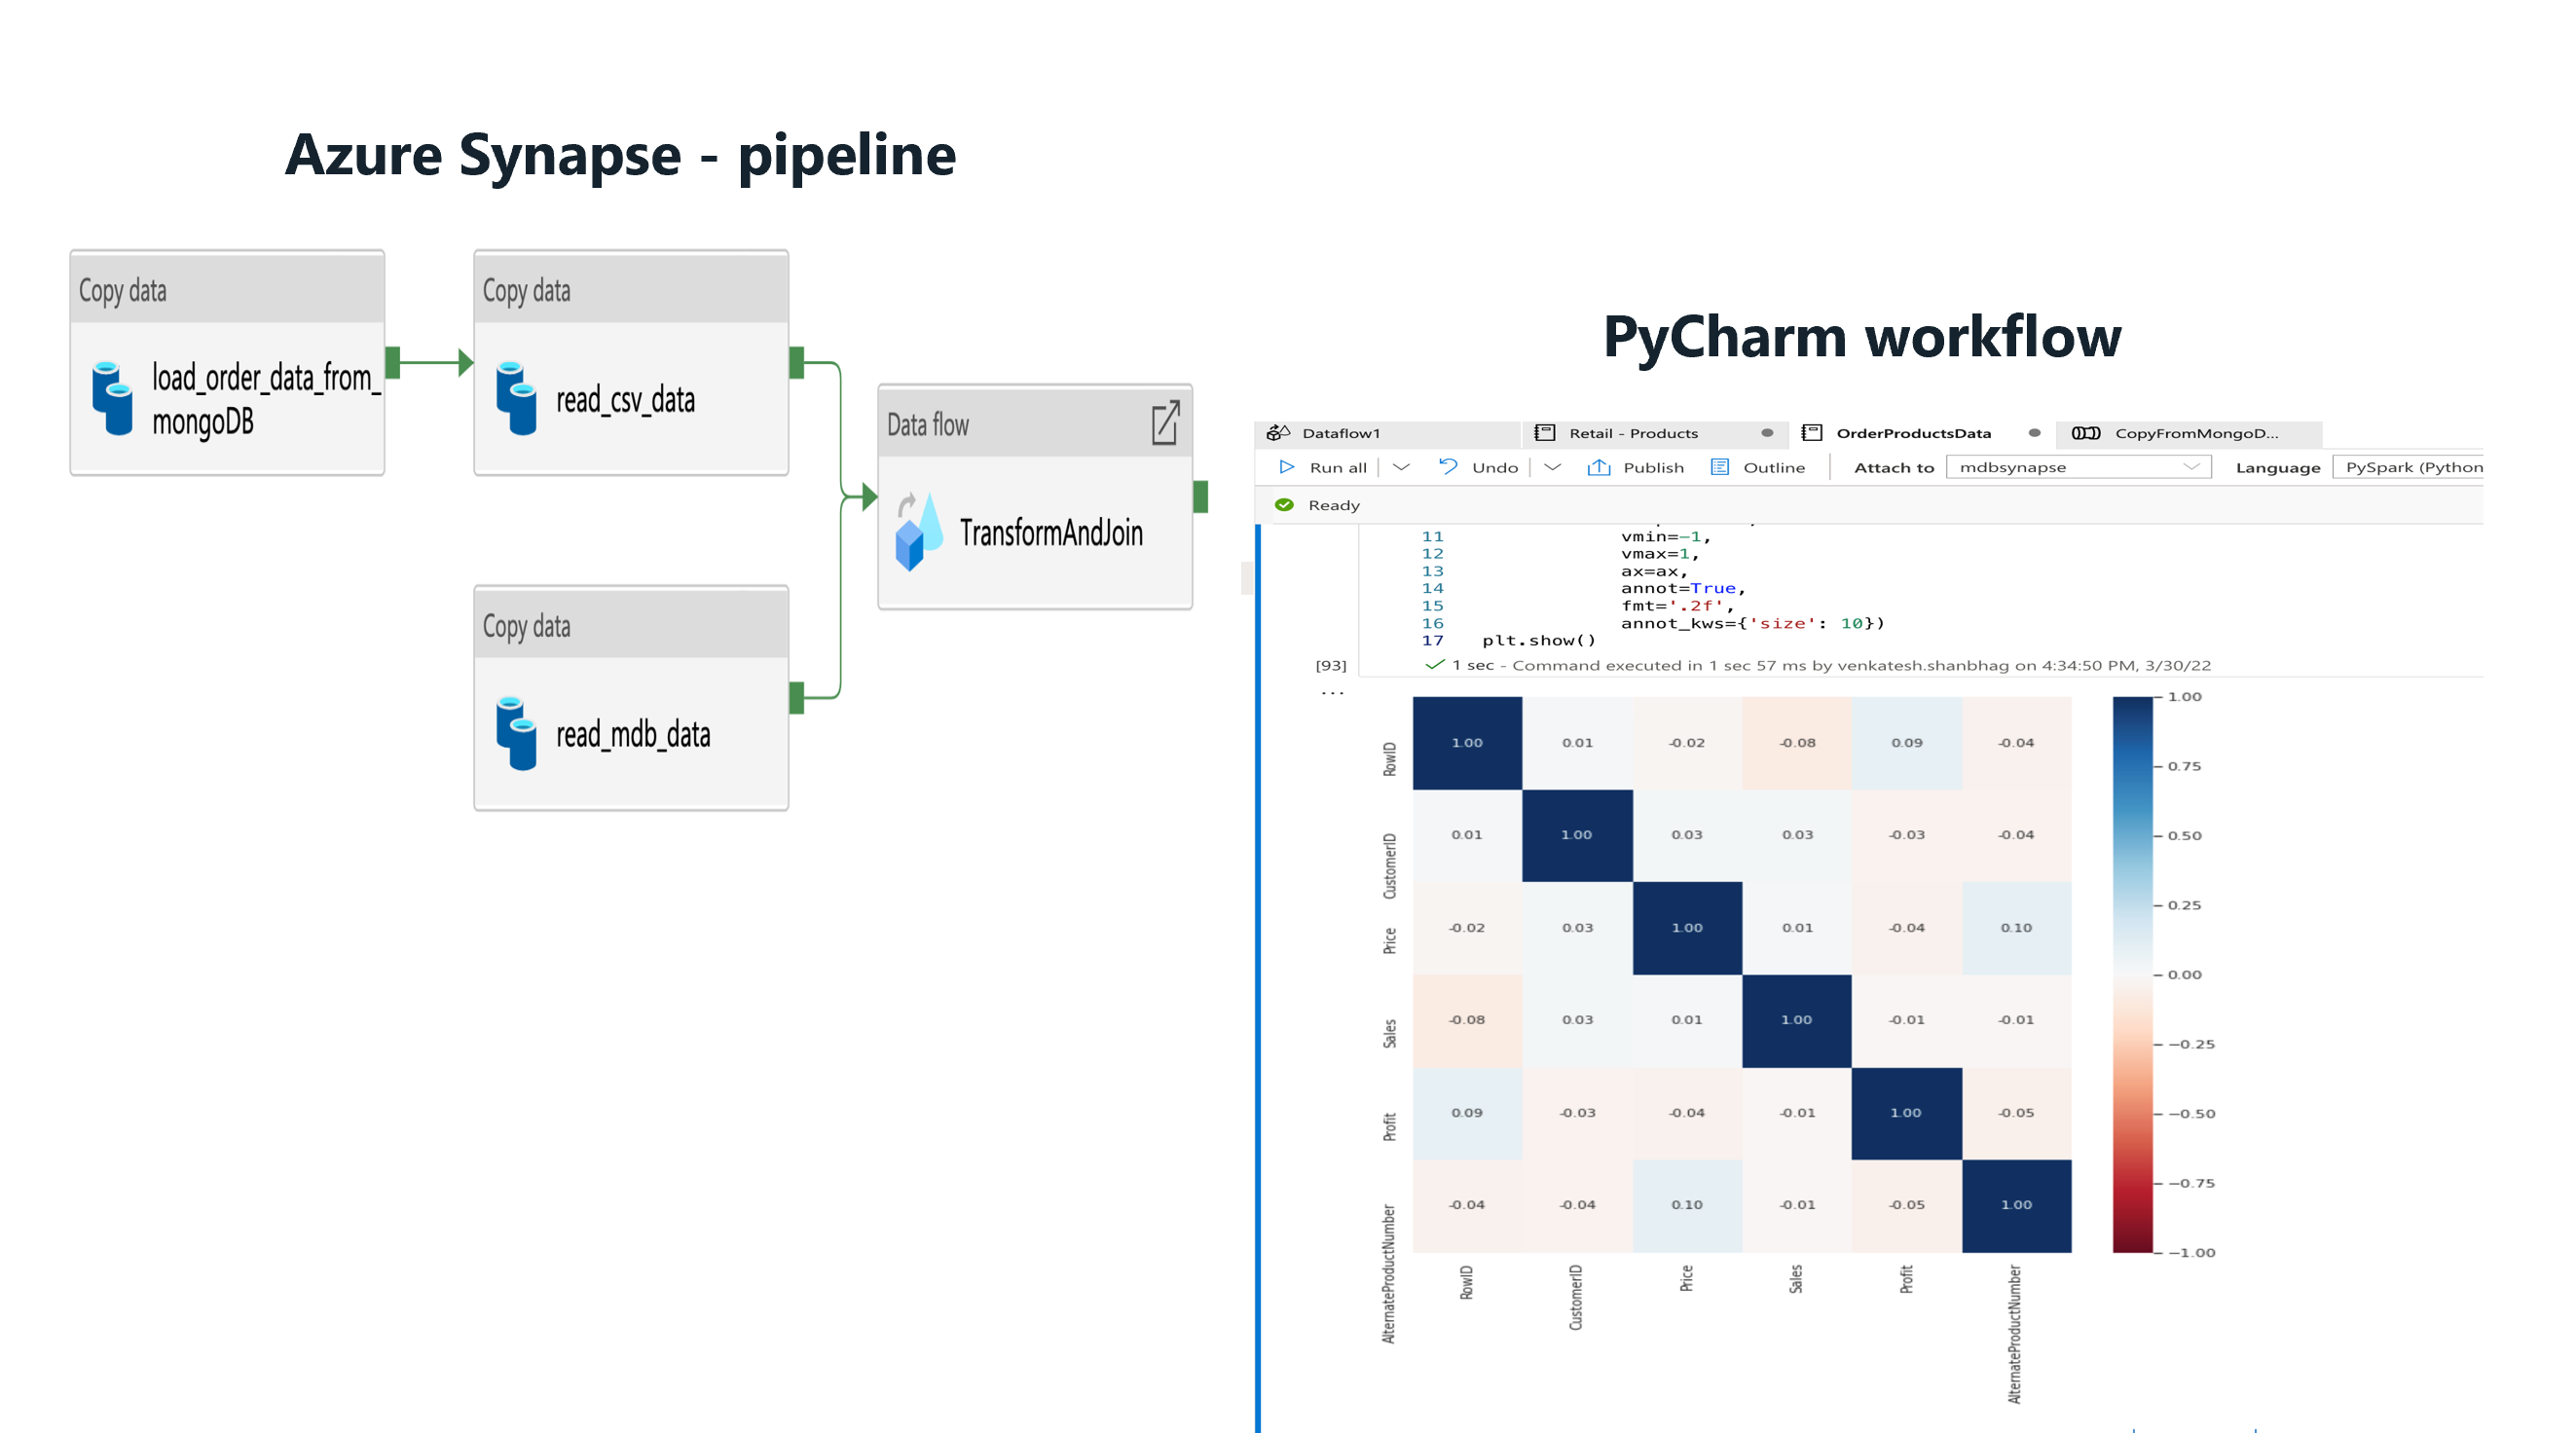 Azure Synapse - pipeline
Copy data
load_order_data_from_
mongoDB
Copy data
read_csv_data
Data flow
TransformAndJoin
Copy data
read_mdb_data
PyCharm workflow
Dataflow1 Retail - Products OrderProductsData CopyFromMongoD...
Run all Undo Publish Outline Attach to mdbsynapse Language PySpark (Python
Ready
11 vmin=-1,
12 vmax=1,
13 ax=ax,
14 annot=True,
15 fmt='.2f',
16 annot_kws={'size': 10})
17 plt.show()
[93] 1 sec - Command executed in 1 sec 57 ms by venkatesh.shanbhag on 4:34:50 PM, 3/30/22
...
RowID 1.00 0.01 -0.02 -0.08 0.09 -0.04
CustomerID 0.01 1.00 0.03 0.03 -0.03 -0.04
Price -0.02 0.03 1.00 0.01 -0.04 0.10
Sales -0.08 0.03 0.01 1.00 -0.01 -0.01
Profit 0.09 -0.03 -0.04 -0.01 1.00 -0.05
AlternateProductNumber -0.04 -0.04 0.10 -0.01 -0.05 1.00
RowID CustomerID Price Sales Profit AlternateProductNumber
1.00
0.75
0.50
0.25
0.00
−0.25
−0.50
−0.75
−1.00